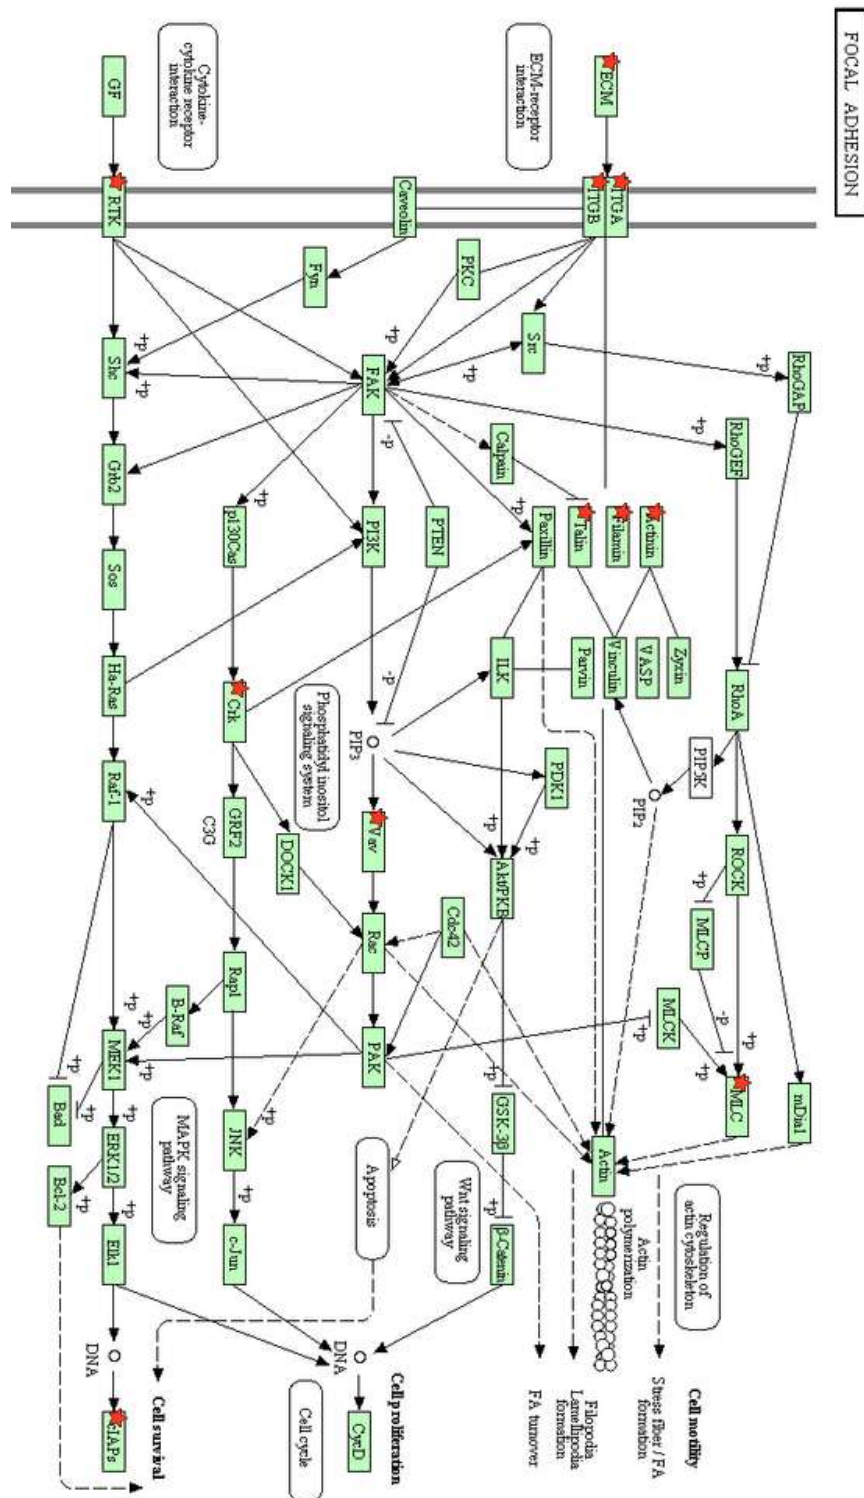 FOCAL ADHESION
ECM
ECM-receptor
interaction
Cytokine-
cytokine receptor
interaction
GF
ITGA
ITGB
Caveolin
RTK
PKC
Fyn
Src
+p
+p
FAK
+p
Shc
+p
+p
RhoGAP
+p
RhoGEF
+p
Calpain
-p
Grb2
Actinin
Filamin
Talin
Paxillin
+p
PTEN
PI3K
p130Cas
+p
Sos
Zyxin
VASP
Vinculin
Parvin
ILK
-p
RhoA
Crk
Ha-Ras
PIP5K
PIP2
PIP3
Phosphatidyl inositol
signaling system
PDK1
+p
+p
Akt/PKB
Vav
GRF2
C3G
DOCK1
Raf-1
+p
ROCK
+p
MLCP
-p
+p
MLC
+p
MLCK
+p
mDia1
Cdc42
Rac
PAK
Rap1
B-Raf
+p
+p
+p
MEK1
+p
Bad
+p
+p
ERK1/2
+p
+p
Bcl-2
Elk1
JNK
+p
+p
c-Jun
GSK-3β
+p
β-Catenin
Actin
Actin
polymerization
Regulation of
actin cytoskeleton
Wnt signaling
pathway
Apoptosis
MAPK signaling
pathway
Cell motility
Stress fiber / FA
formation
Filopodia
Lamellipodia
formation
FA turnover
DNA
CycD
Cell proliferation
Cell cycle
DNA
cIAPs
Cell survival